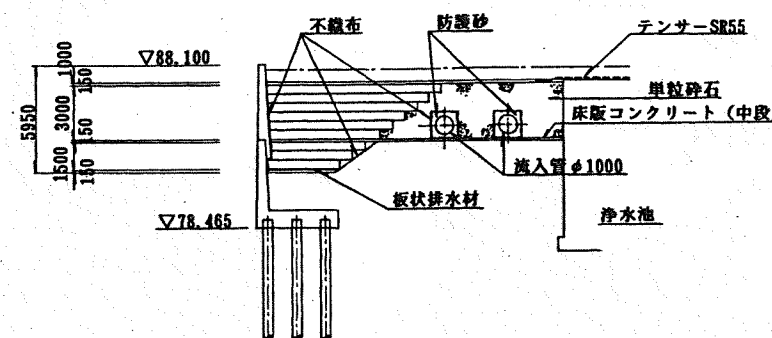 不織布
防護砂
テンサーSR55
▽88.100
1000
150
単粒砕石
床版コンクリート(中段
5950
3000
150
1500
150
流入管φ1000
板状排水材
▽78.465
浄水池